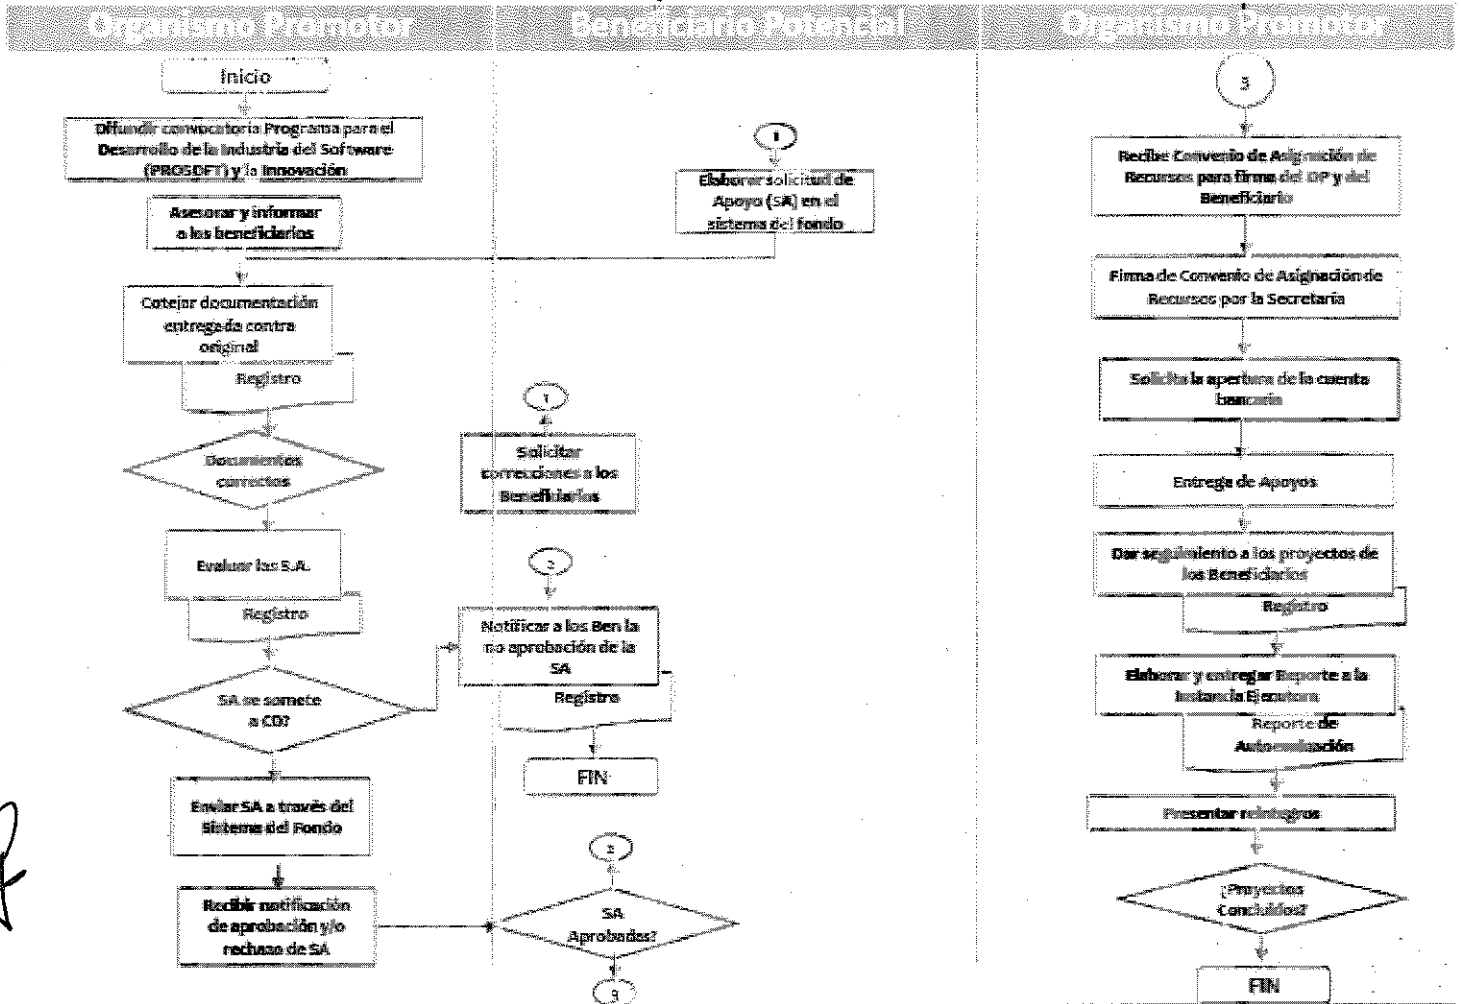 Organismo Promotor
Beneficiario Potencial
Organismo Promotor
Inicio
Difundir convocatoria Programa para el
Desarrollo de la Industria del Software
(PROSOFT) y la Innovación
Asesorar y informar
a los beneficiarios
Cotejar documentación
entregada contra
original
Registro
Documentos
correctos
Evaluar las S.A.
Registro
SA se somete
a CD?
Enviar SA a través del
Sistema del Fondo
Recibir notificación
de aprobación y/o
rechazo de SA
1
Elaborar solicitud de
Apoyo (SA) en el
sistema del fondo
1
Solicitar
correcciones a los
Beneficiarios
2
Notificar a los Ben la
no aprobación de la
SA
Registro
FIN
2
SA
Aprobadas?
3
Recibe Convenio de Asignación de
Recursos para firma del OP y del
Beneficiario
Firma de Convenio de Asignación de
Recursos por la Secretaría
Solicita la apertura de la cuenta
bancaria
Entrega de Apoyos
Dar seguimiento a los proyectos de
los Beneficiarios
Registro
Elaborar y entregar Reporte a la
Instancia Ejecutora
Reporte de
Autoevaluación
Presentar reintegros
¿Proyectos
Concluidos?
FIN